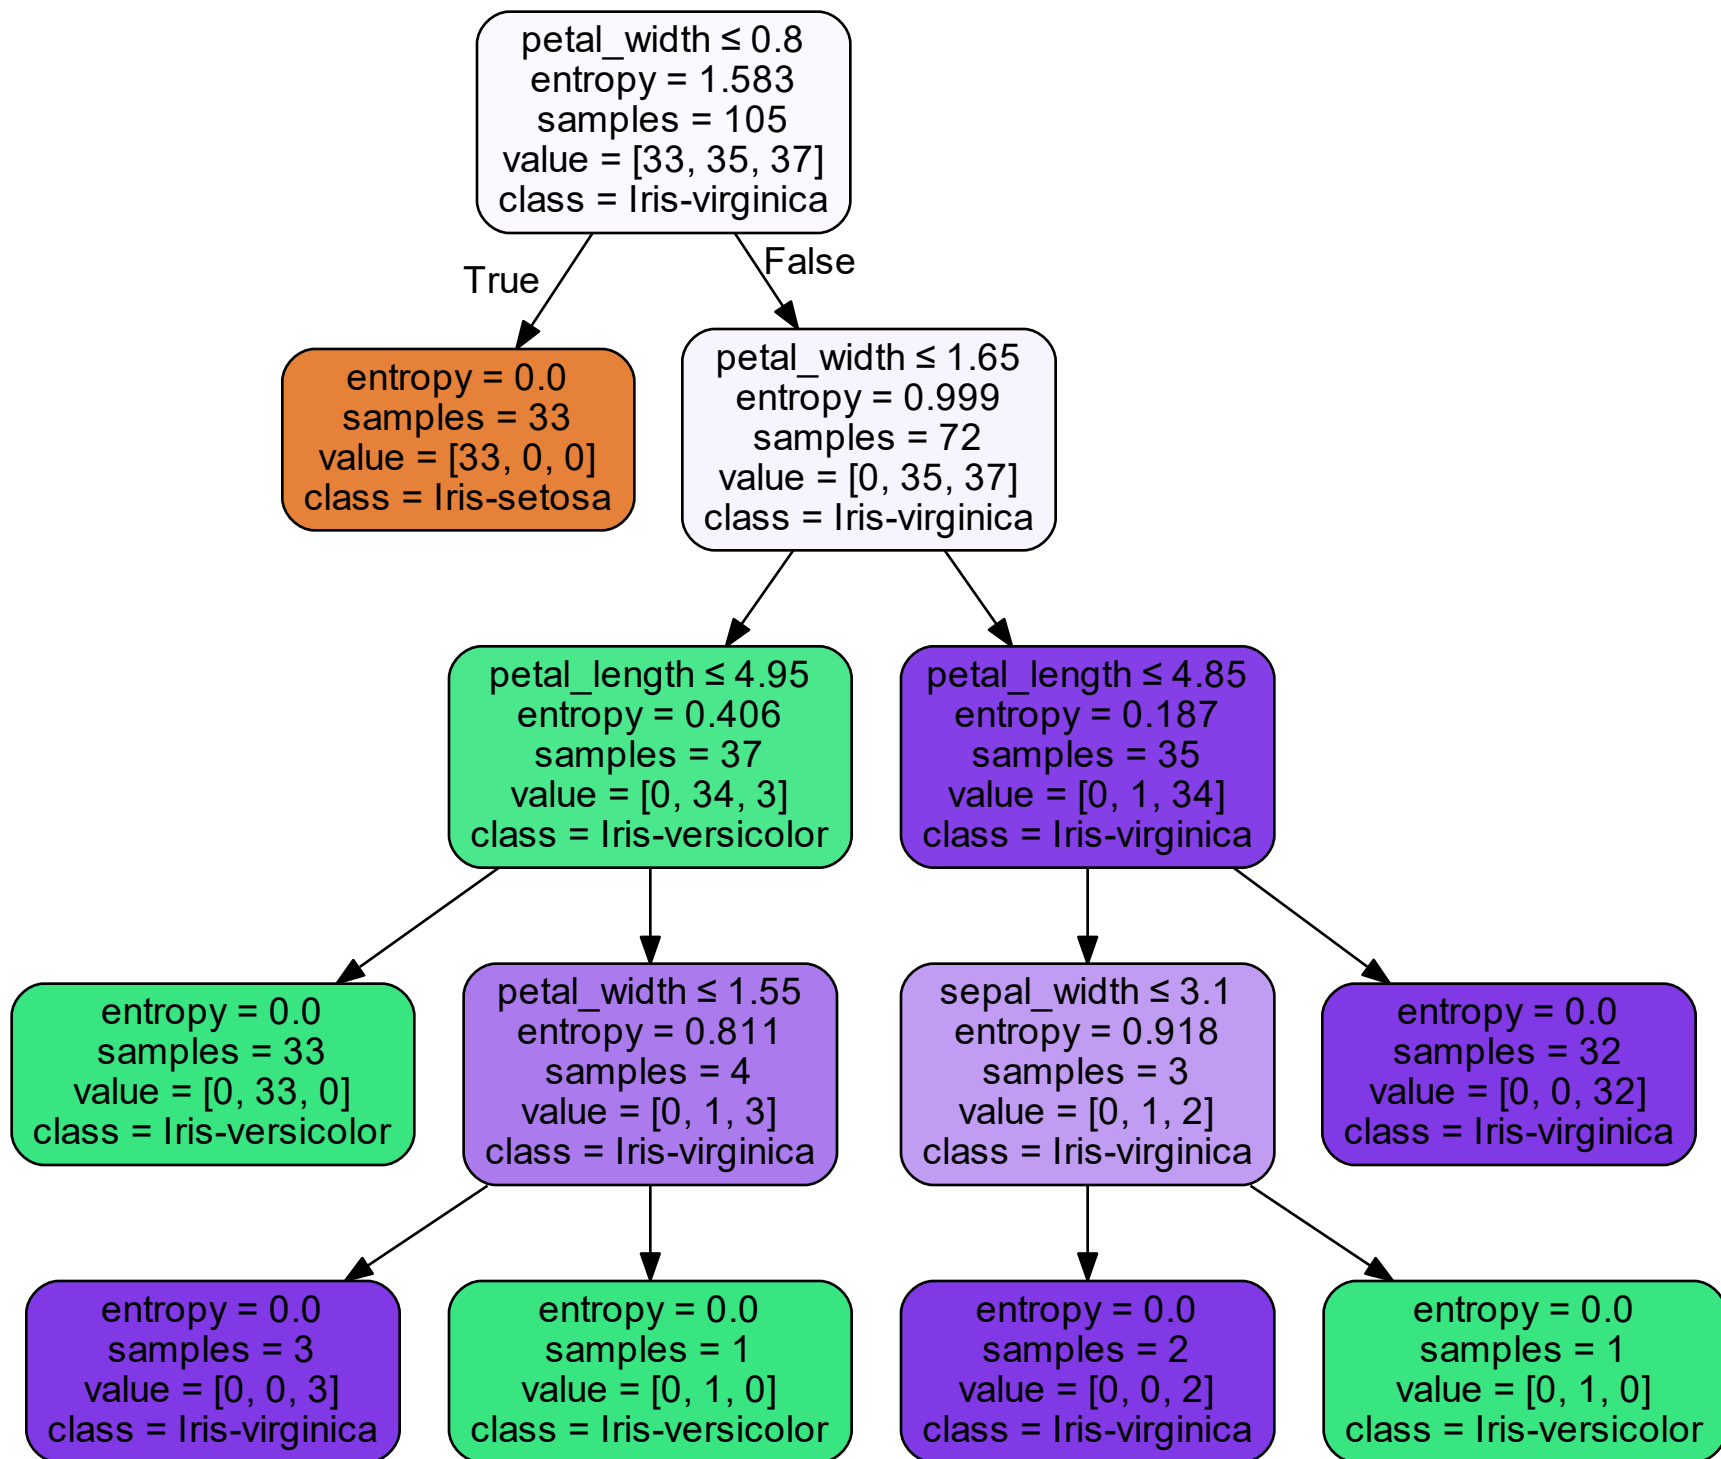 petal_width ≤ 0.8
entropy = 1.583
samples = 105
value = [33, 35, 37]
class = Iris-virginica
True
False
entropy = 0.0
samples = 33
value = [33, 0, 0]
class = Iris-setosa
petal_width ≤ 1.65
entropy = 0.999
samples = 72
value = [0, 35, 37]
class = Iris-virginica
petal_length ≤ 4.95
entropy = 0.406
samples = 37
value = [0, 34, 3]
class = Iris-versicolor
petal_length ≤ 4.85
entropy = 0.187
samples = 35
value = [0, 1, 34]
class = Iris-virginica
entropy = 0.0
samples = 33
value = [0, 33, 0]
class = Iris-versicolor
petal_width ≤ 1.55
entropy = 0.811
samples = 4
value = [0, 1, 3]
class = Iris-virginica
sepal_width ≤ 3.1
entropy = 0.918
samples = 3
value = [0, 1, 2]
class = Iris-virginica
entropy = 0.0
samples = 32
value = [0, 0, 32]
class = Iris-virginica
entropy = 0.0
samples = 3
value = [0, 0, 3]
class = Iris-virginica
entropy = 0.0
samples = 1
value = [0, 1, 0]
class = Iris-versicolor
entropy = 0.0
samples = 2
value = [0, 0, 2]
class = Iris-virginica
entropy = 0.0
samples = 1
value = [0, 1, 0]
class = Iris-versicolor